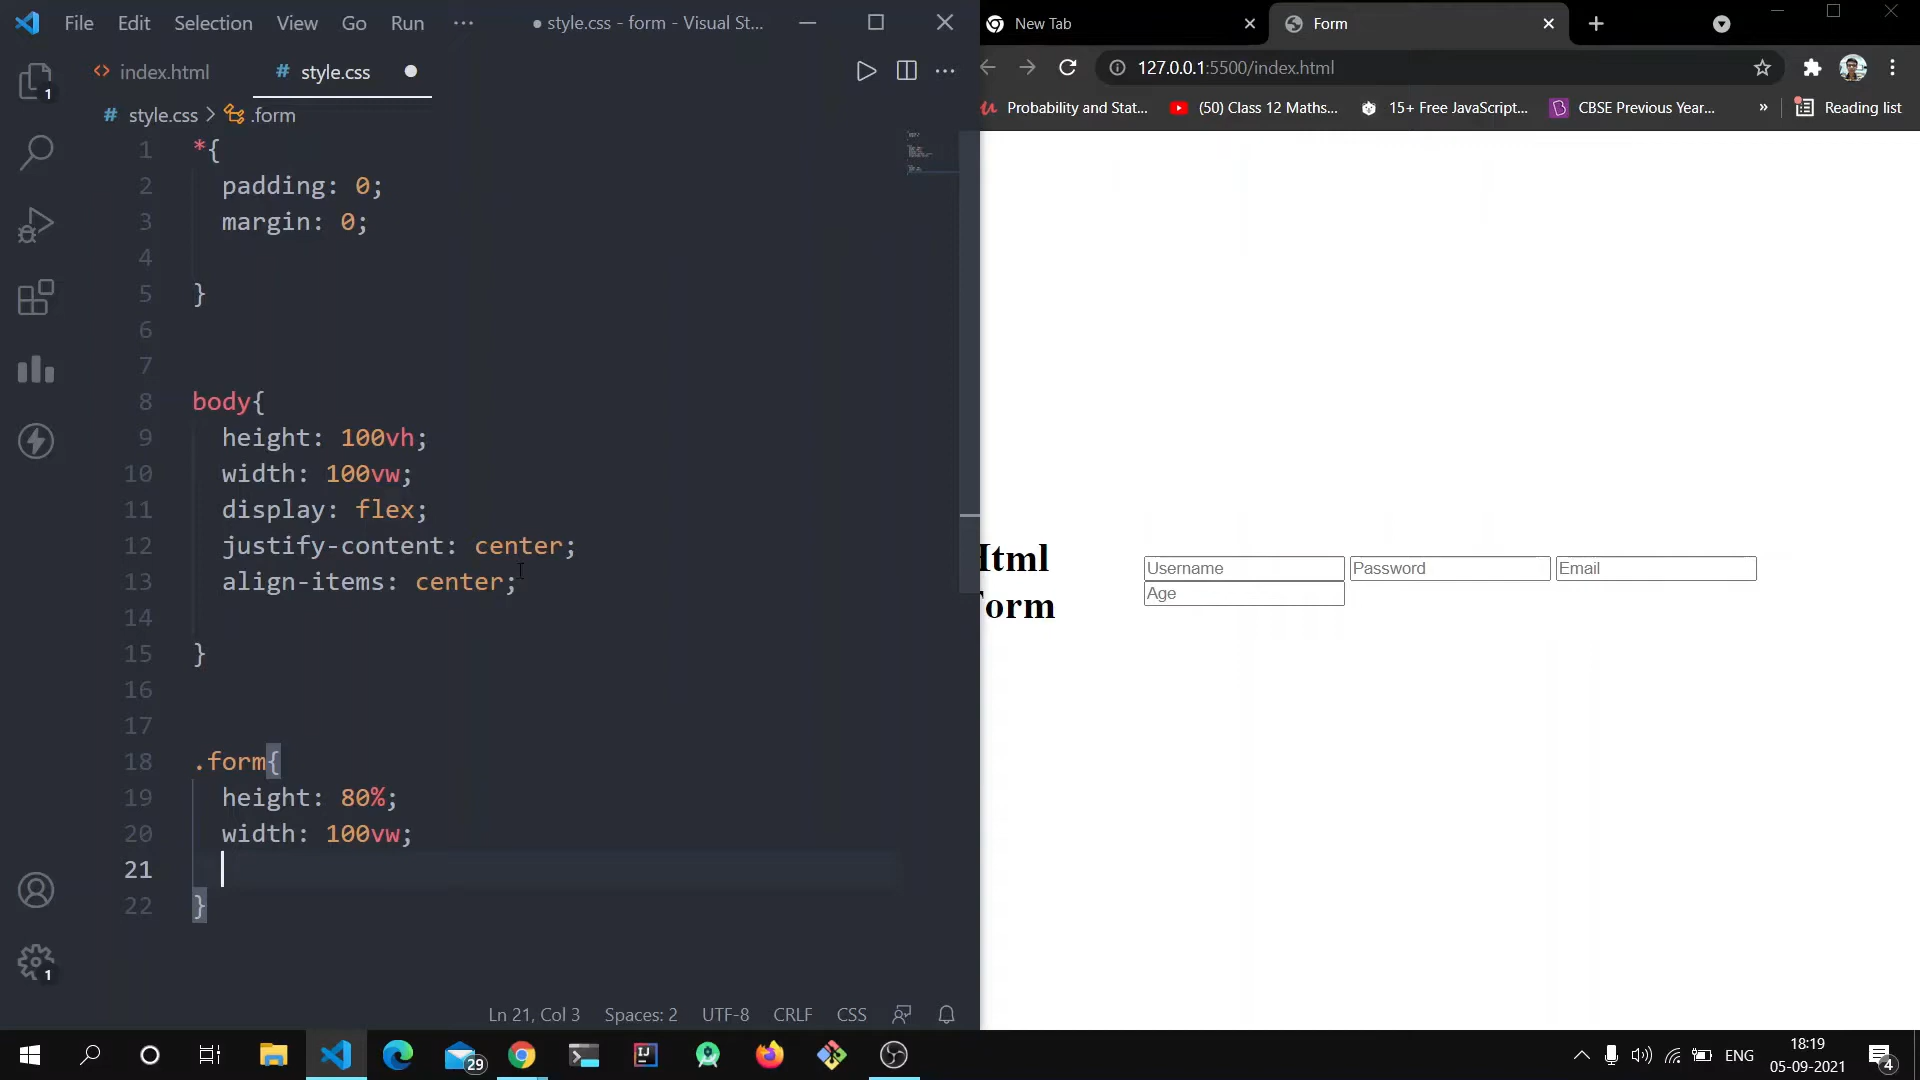 File Edit Selection View Go Run ··· ● style.css - form - Visual St...
New Tab Form
index.html # style.css
127.0.0.1:5500/index.html
Probability and Stat... (50) Class 12 Maths... 15+ Free JavaScript... CBSE Previous Year... » Reading list
# style.css > .form
1 *{
2 padding: 0;
3 margin: 0;
4
5 }
6
7
8 body{
9 height: 100vh;
10 width: 100vw;
11 display: flex;
12 justify-content: center;
13 align-items: center;
14
15 }
16
17
18 .form{
19 height: 80%;
20 width: 100vw;
21
22 }
1
1
Html
Form
Username Password Email
Age
Ln 21, Col 3 Spaces: 2 UTF-8 CRLF CSS
29
ENG
18:19
05-09-2021
4